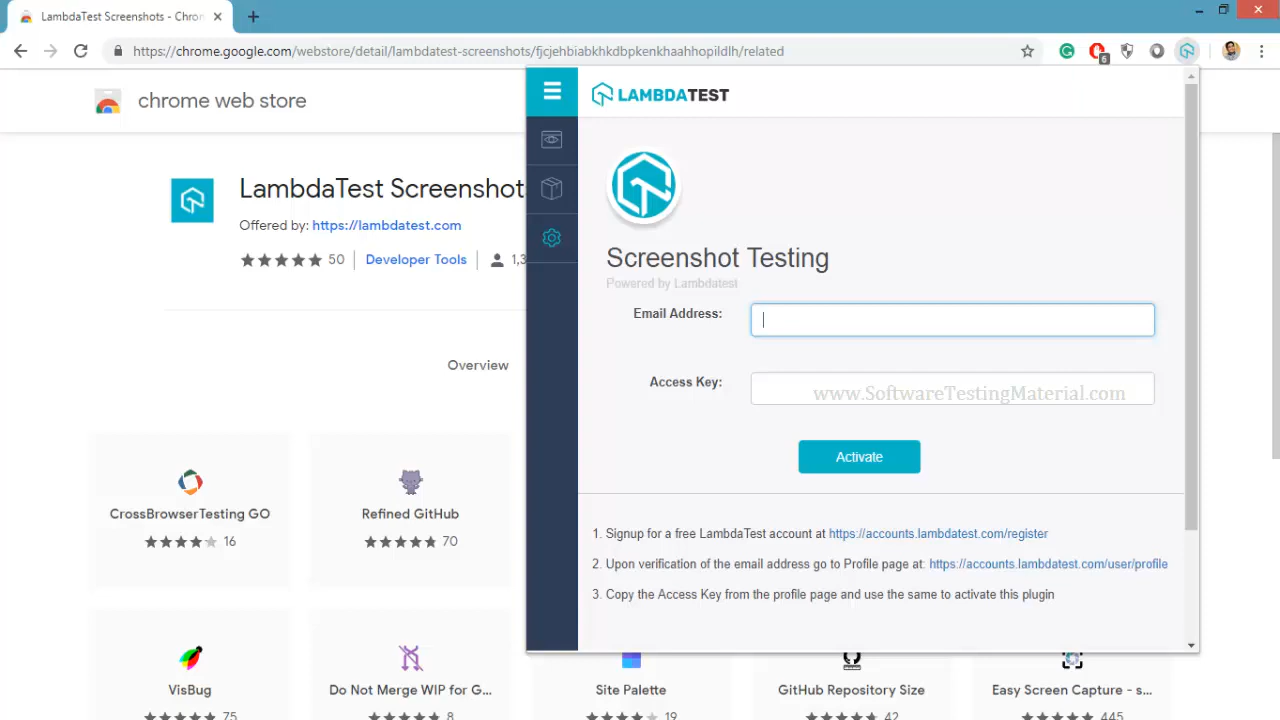 LambdaTest Screenshots - Chron
https://chrome.google.com/webstore/detail/lambdatest-screenshots/fjcjehbiabkhkdbpkenkhaahhopildlh/related
6
chrome web store
LAMBDATEST
LambdaTest Screenshots
Offered by: https://lambdatest.com
50
Developer Tools
1,3
Overview
Screenshot Testing
Powered by Lambdatest
Email Address:
Access Key:
www.SoftwareTestingMaterial.com
Activate
1. Signup for a free LambdaTest account at https://accounts.lambdatest.com/register
2. Upon verification of the email address go to Profile page at: https://accounts.lambdatest.com/user/profile
3. Copy the Access Key from the profile page and use the same to activate this plugin
CrossBrowserTesting GO
16
Refined GitHub
70
VisBug
75
Do Not Merge WIP for G...
8
Site Palette
19
GitHub Repository Size
42
Easy Screen Capture - s...
445